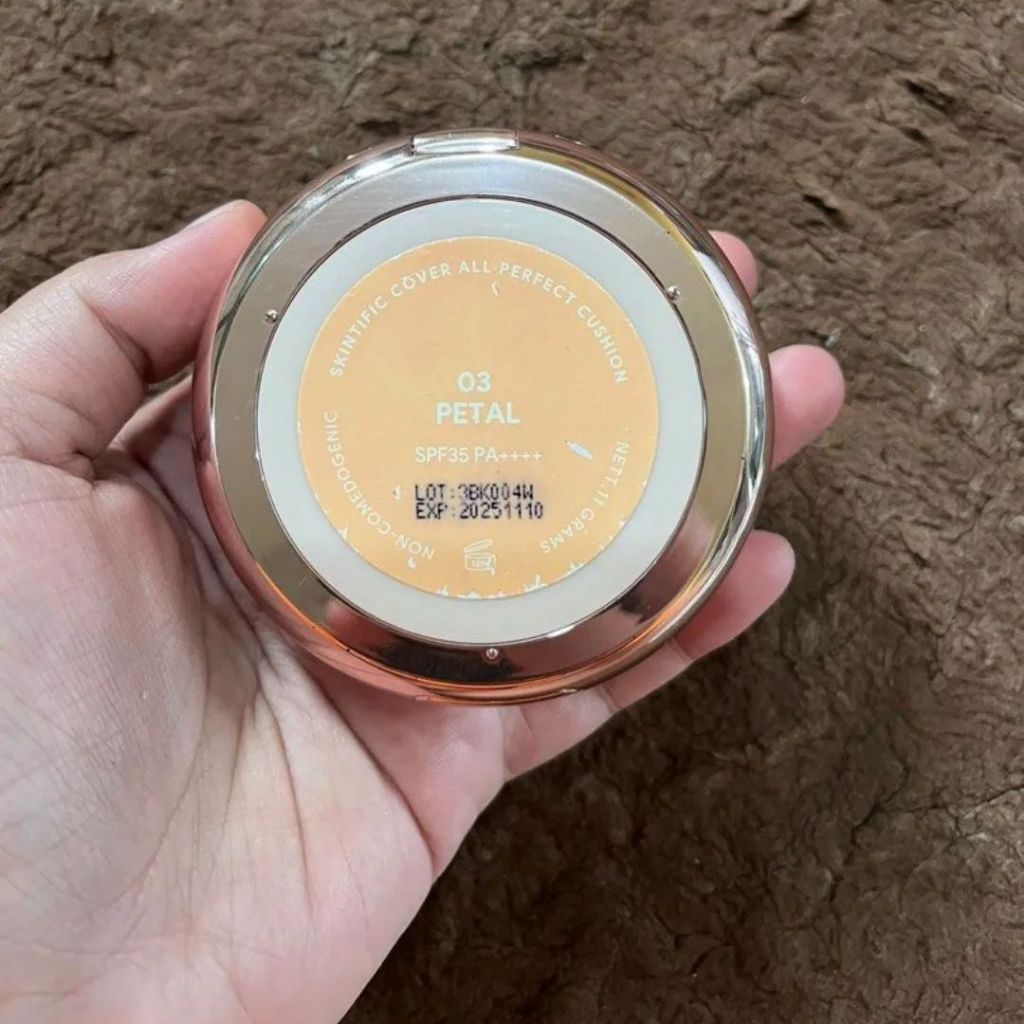 SKINTIFIC COVER ALL PERFECT CUSHION
03
PETAL
SPF35 PA++++
LOT:3BK004W
EXP:20251110
NON-COMEDOGENIC
NETT.11 GRAMS